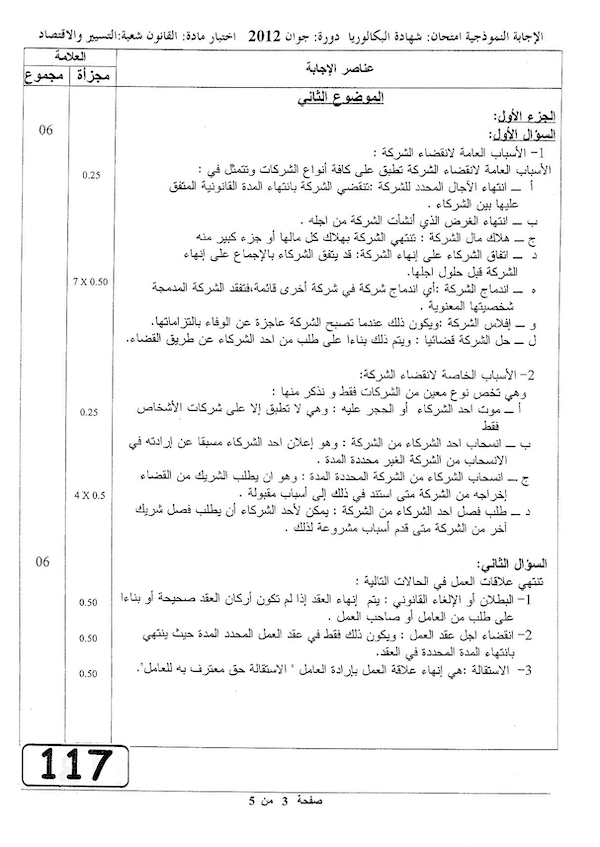 الإجابة النموذجية امتحان: شهادة البكالوريا دورة: جوان 2012 اختبار مادة: القانون شعبة:التسيير والاقتصاد
العلامة
عناصر الإجابة
مجزأة
مجموع
الموضوع الثاني
الجزء الأول:
06
السؤال الأول:
1- الأسباب العامة لانقضاء الشركة :
الأسباب العامة لانقضاء الشركة تطبق على كافة أنواع الشركات وتتمثل في :
0.25
أ ــ انتهاء الآجال المحدد للشركة :تنقضي الشركة بانتهاء المدة القانونية المتفق
عليها بين الشركاء .
ب ــ انتهاء الغرض الذي أنشأت الشركة من اجله .
ج ــ هلاك مال الشركة : تنتهي الشركة بهلاك كل مالها أو جزء كبير منه
د ــ اتفاق الشركاء على إنهاء الشركة: قد يتفق الشركاء بالإجماع على إنهاء
الشركة قبل حلول اجلها.
7 X 0.50
ه ــ اندماج الشركة :أي اندماج شركة في شركة أخرى قائمة،فتفقد الشركة المدمجة
شخصيتها المعنوية .
و ــ إفلاس الشركة :ويكون ذلك عندما تصبح الشركة عاجزة عن الوفاء بالتزاماتها.
ل ــ حل الشركة قضائيا : ويتم ذلك بناءا على طلب من احد الشركاء عن طريق القضاء.
2- الأسباب الخاصة لانقضاء الشركة:
وهي تخص نوع معين من الشركات فقط و نذكر منها :
0.25
أ ــ موت احد الشركاء أو الحجر عليه : وهي لا تطبق إلا على شركات الأشخاص
فقط
ب ــ انسحاب احد الشركاء من الشركة : وهو إعلان احد الشركاء مسبقا عن إرادته في
الانسحاب من الشركة الغير محددة المدة .
ج ــ انسحاب الشركاء من الشركة المحددة المدة : وهو ان يطلب الشريك من القضاء
4 X 0.5
إخراجه من الشركة متى استند في ذلك إلى أسباب مقبولة .
د ــ طلب فصل احد الشركاء من الشركة : يمكن لأحد الشركاء أن يطلب فصل شريك
آخر من الشركة متى قدم أسباب مشروعة لذلك .
06
السؤال الثاني:
تنتهي علاقات العمل في الحالات التالية :
0.50
1- البطلان أو الإلغاء القانوني : يتم إنهاء العقد إذا لم تكون أركان العقد صحيحة أو بناءا
على طلب من العامل أو صاحب العمل .
0.50
2- انقضاء اجل عقد العمل : ويكون ذلك فقط في عقد العمل المحدد المدة حيث ينتهي
بانتهاء المدة المحددة في العقد.
0.50
3- الاستقالة :هي إنهاء علاقة العمل بإرادة العامل " الاستقالة حق معترف به للعامل".
117
صفحة 3 من 5